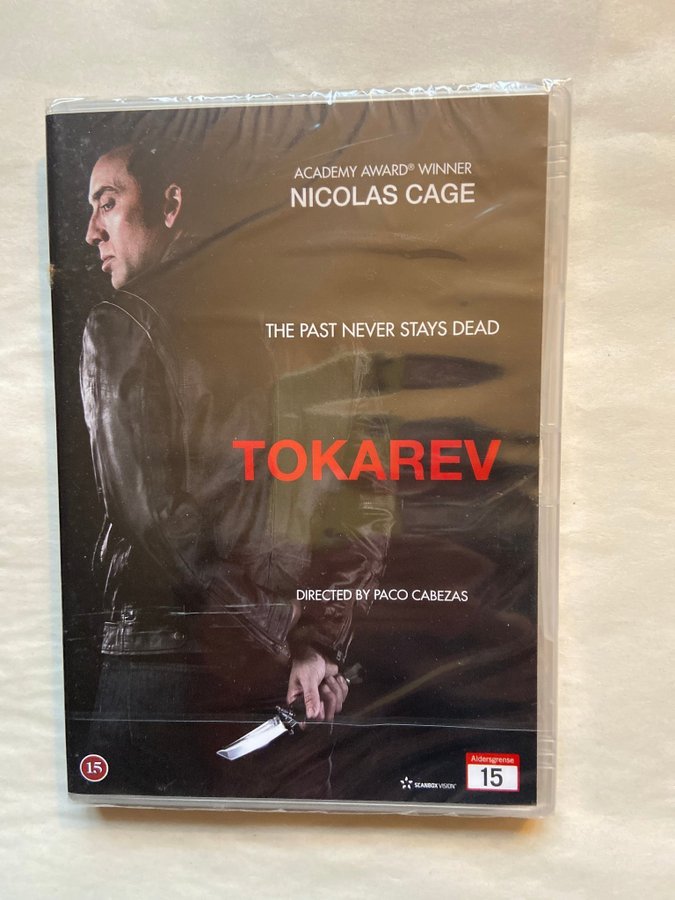 ACADEMY AWARD® WINNER
NICOLAS CAGE
THE PAST NEVER STAYS DEAD
TOKAREV
DIRECTED BY PACO CABEZAS
15
SCANBOX VISION
Aldersgrense
15